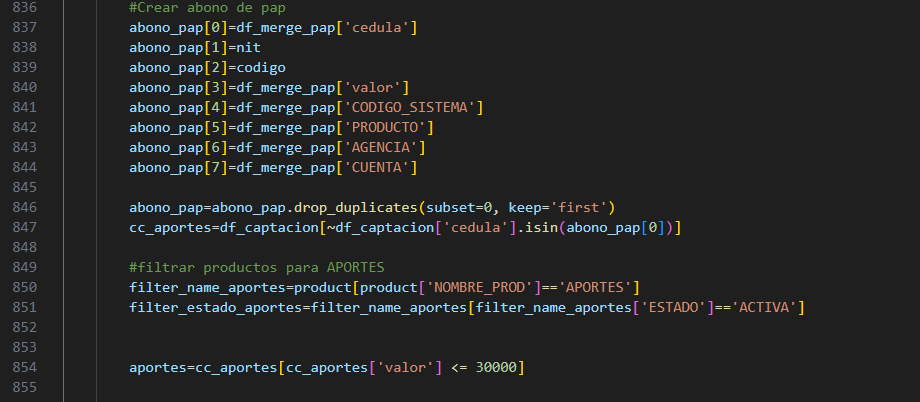 836 #Crear abono de pap
837 abono_pap[0]=df_merge_pap['cedula']
838 abono_pap[1]=nit
839 abono_pap[2]=codigo
840 abono_pap[3]=df_merge_pap['valor']
841 abono_pap[4]=df_merge_pap['CODIGO_SISTEMA']
842 abono_pap[5]=df_merge_pap['PRODUCTO']
843 abono_pap[6]=df_merge_pap['AGENCIA']
844 abono_pap[7]=df_merge_pap['CUENTA']
845
846 abono_pap=abono_pap.drop_duplicates(subset=0, keep='first')
847 cc_aportes=df_captacion[~df_captacion['cedula'].isin(abono_pap[0])]
848
849 #filtrar productos para APORTES
850 filter_name_aportes=product[product['NOMBRE_PROD']=='APORTES']
851 filter_estado_aportes=filter_name_aportes[filter_name_aportes['ESTADO']=='ACTIVA']
852
853
854 aportes=cc_aportes[cc_aportes['valor'] <= 30000]
855